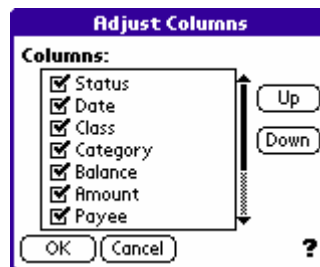 Adjust Columns
Columns:
Status
Date
Class
Category
Balance
Amount
Payee
Up
Down
OK
Cancel
?